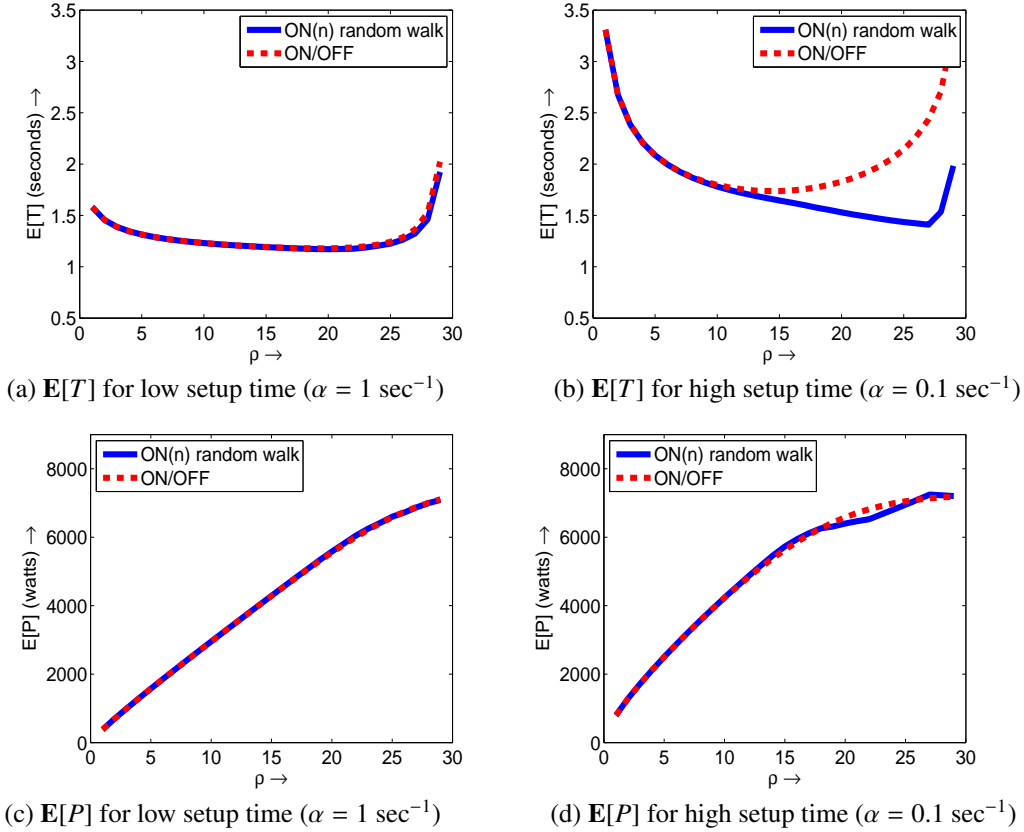 3.5
3
2.5
2
1.5
1
0.5
0 5 10 15 20 25 30
E[T] (seconds) →
ρ →
ON(n) random walk
ON/OFF
(a) E[T] for low setup time (α = 1 sec⁻¹)
3.5
3
2.5
2
1.5
1
0.5
0 5 10 15 20 25 30
E[T] (seconds) →
ρ →
ON(n) random walk
ON/OFF
(b) E[T] for high setup time (α = 0.1 sec⁻¹)
8000
6000
4000
2000
0
0 5 10 15 20 25 30
E[P] (watts) →
ρ →
ON(n) random walk
ON/OFF
(c) E[P] for low setup time (α = 1 sec⁻¹)
8000
6000
4000
2000
0
0 5 10 15 20 25 30
E[P] (watts) →
ρ →
ON(n) random walk
ON/OFF
(d) E[P] for high setup time (α = 0.1 sec⁻¹)